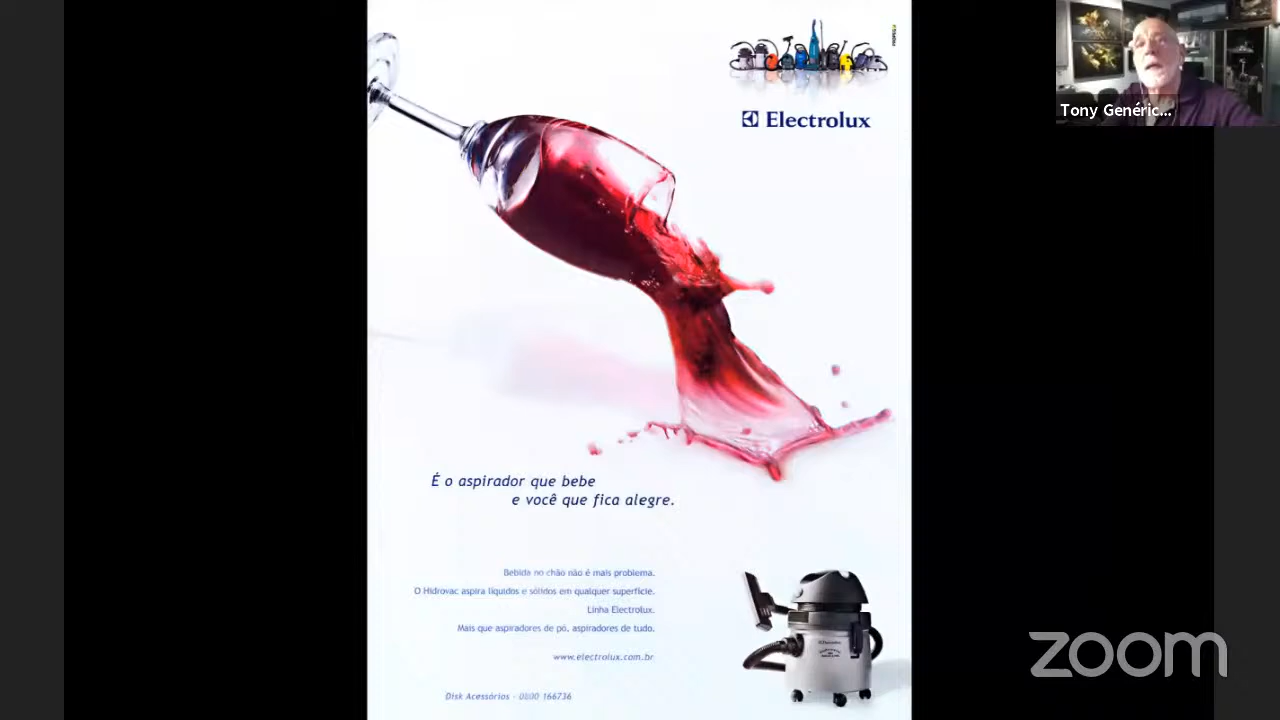 Electrolux
Tony Genéric...
É o aspirador que bebe
e você que fica alegre.
Bebida no chão não é mais problema.
O Hidrovac aspira líquidos e sólidos em qualquer superfície.
Linha Electrolux.
Mais que aspiradores de pó, aspiradores de tudo.
www.electrolux.com.br
Disk Acessórios - 0800 166736
Electrolux
zoom